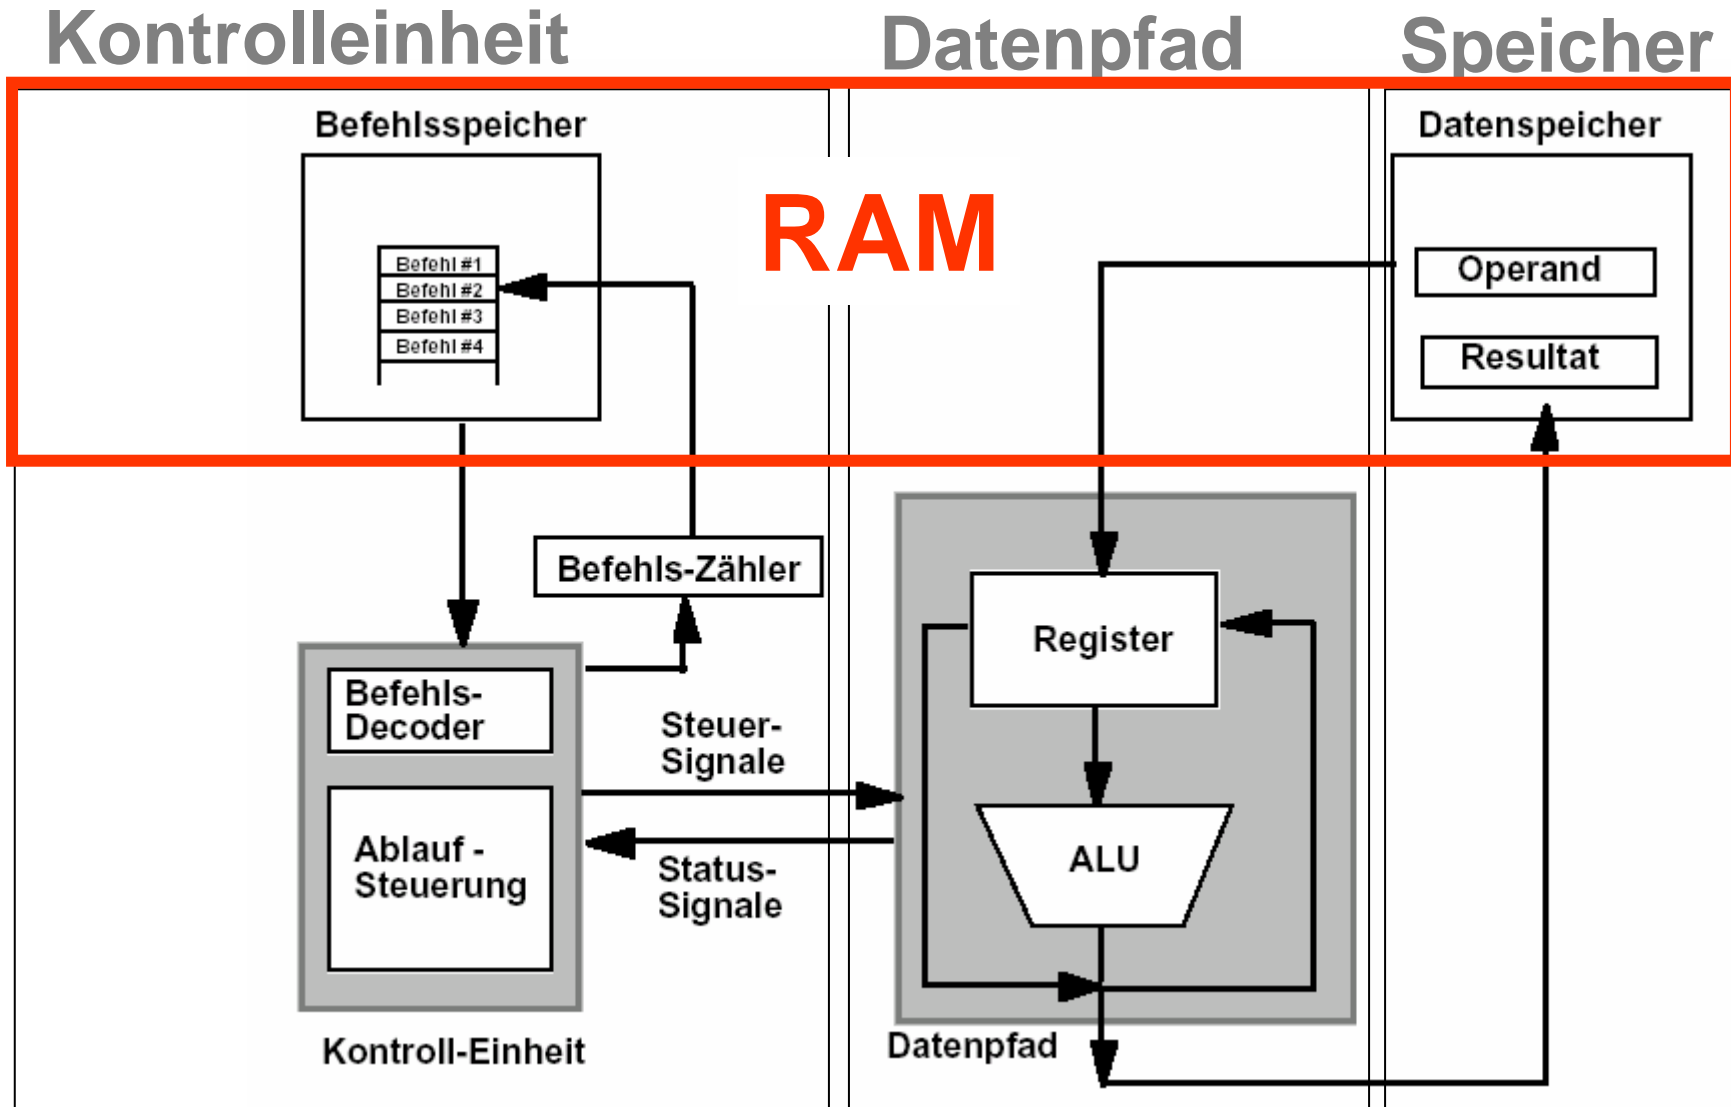 Kontrolleinheit
Datenpfad
Speicher
Befehlsspeicher
Datenspeicher
RAM
Befehl #1
Befehl #2
Befehl #3
Befehl #4
Operand
Resultat
Befehls-Zähler
Register
Befehls-
Decoder
Steuer-
Signale
Ablauf -
Steuerung
Status-
Signale
ALU
Kontroll-Einheit
Datenpfad